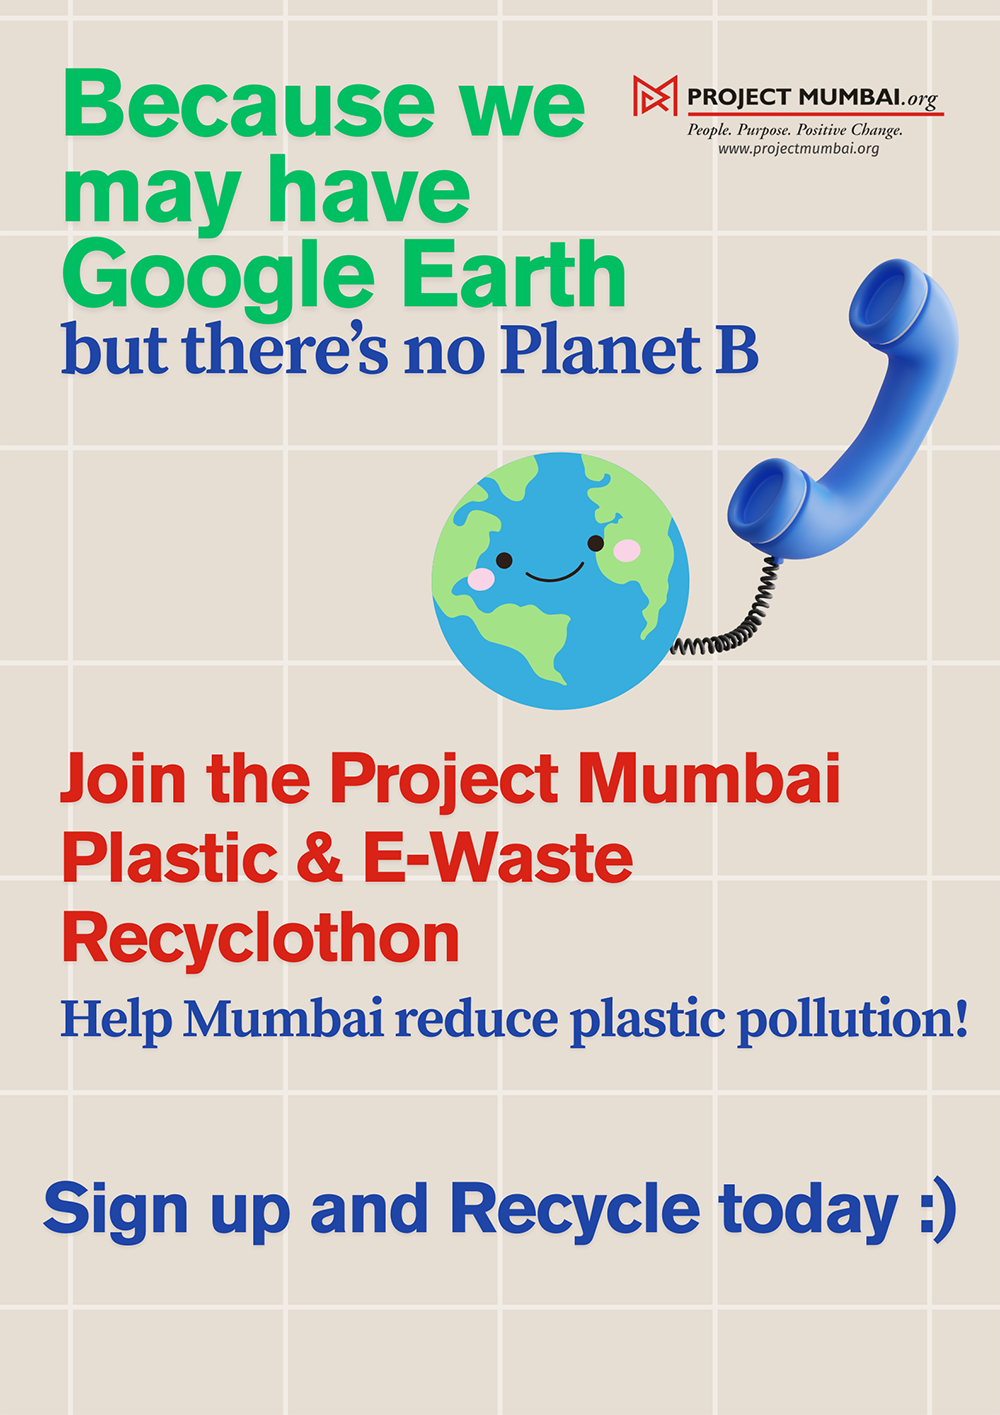 Because we
may have
Google Earth
but there's no Planet B
PROJECT MUMBAI.org
People. Purpose. Positive Change.
www.projectmumbai.org
Join the Project Mumbai
Plastic & E-Waste
Recyclothon
Help Mumbai reduce plastic pollution!
Sign up and Recycle today :)